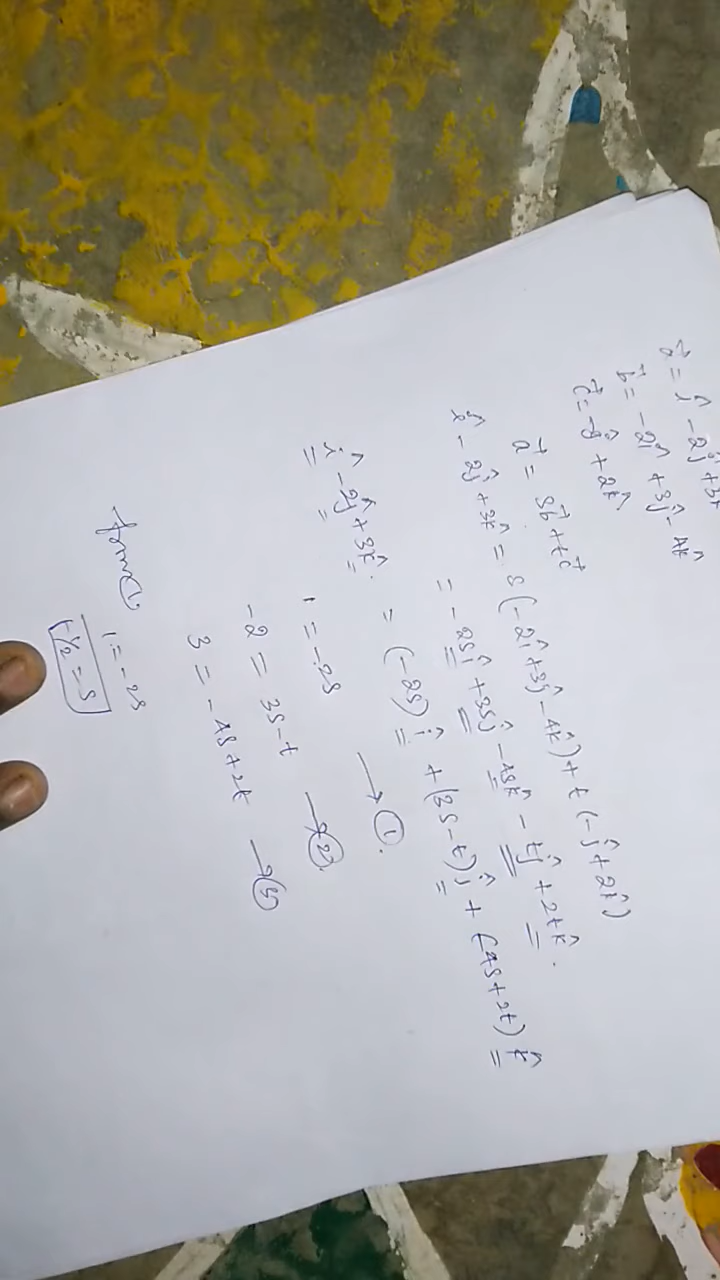 a⃗ = î - 2ĵ + 3k̂
b⃗ = -2î + 3ĵ - 4k̂
c⃗ = -ĵ + 2k̂
a⃗ = sb⃗ + tc⃗
î - 2ĵ + 3k̂ = s(-2î + 3ĵ - 4k̂) + t(-ĵ + 2k̂)
= -2sî + 3sĵ - 4sk̂ - tĵ + 2tk̂.
î - 2ĵ + 3k̂. = (-2s)î + (3s - t)ĵ + (4s + 2t)k̂
1 = -2s → ①.
-2 = 3s - t → ②.
3 = -4s + 2t → ③
from ①. 1 = -2s
-1/2 = s